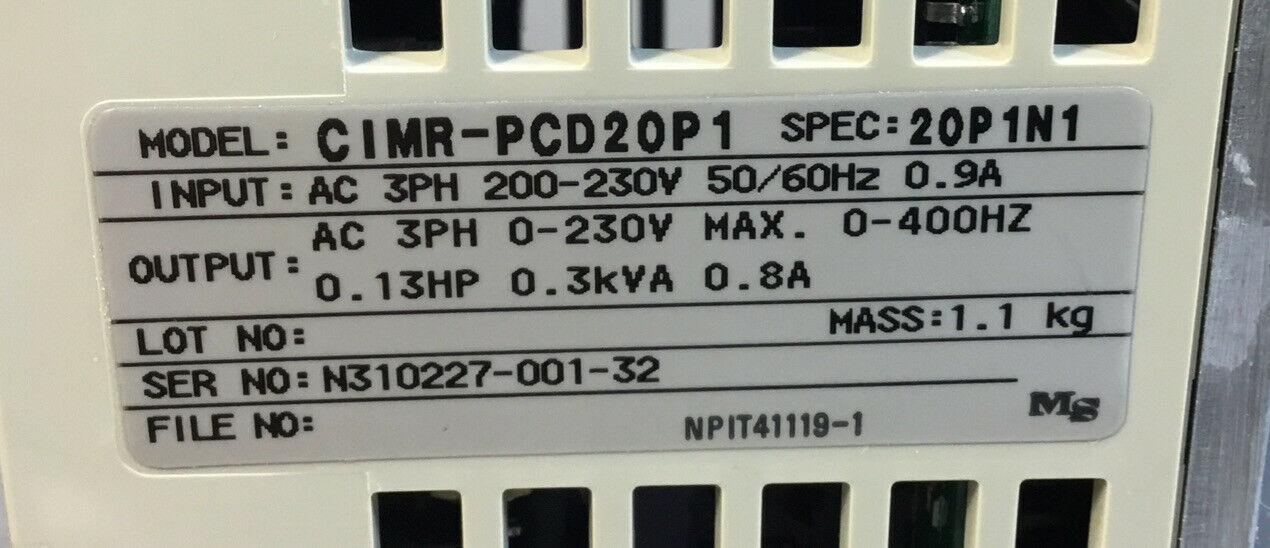 MODEL: CIMR-PCD20P1 SPEC: 20P1N1
INPUT: AC 3PH 200-230V 50/60Hz 0.9A
OUTPUT: AC 3PH 0-230V MAX. 0-400HZ
0.13HP 0.3kVA 0.8A
LOT NO: MASS:1.1 kg
SER NO: N310227-001-32
FILE NO: NPIT41119-1 MS